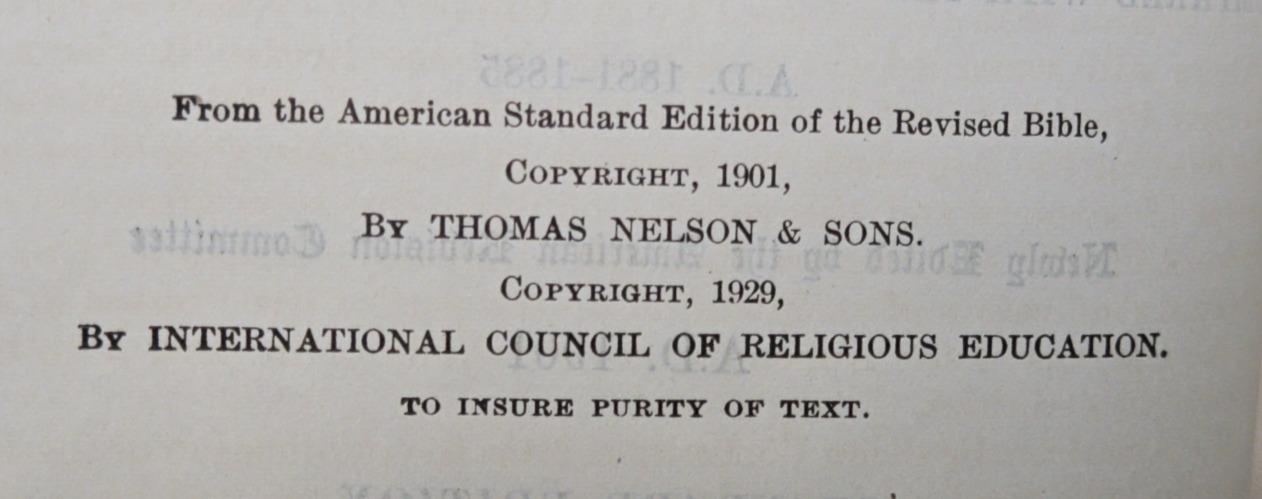 From the American Standard Edition of the Revised Bible,
COPYRIGHT, 1901,
BY THOMAS NELSON & SONS.
COPYRIGHT, 1929,
BY INTERNATIONAL COUNCIL OF RELIGIOUS EDUCATION.
TO INSURE PURITY OF TEXT.